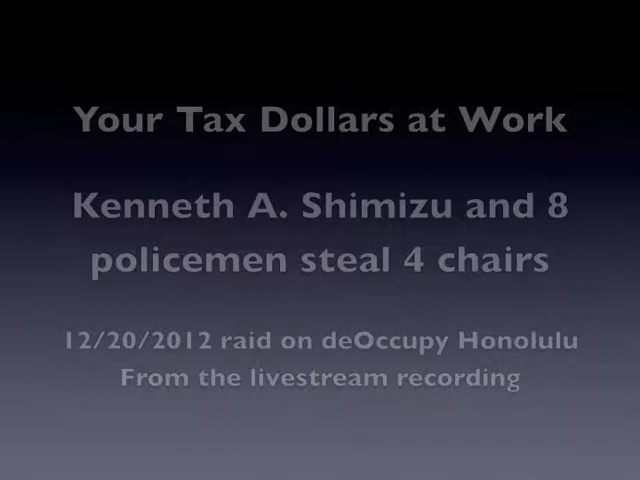 Your Tax Dollars at Work
Kenneth A. Shimizu and 8
policemen steal 4 chairs
12/20/2012 raid on deOccupy Honolulu
From the livestream recording